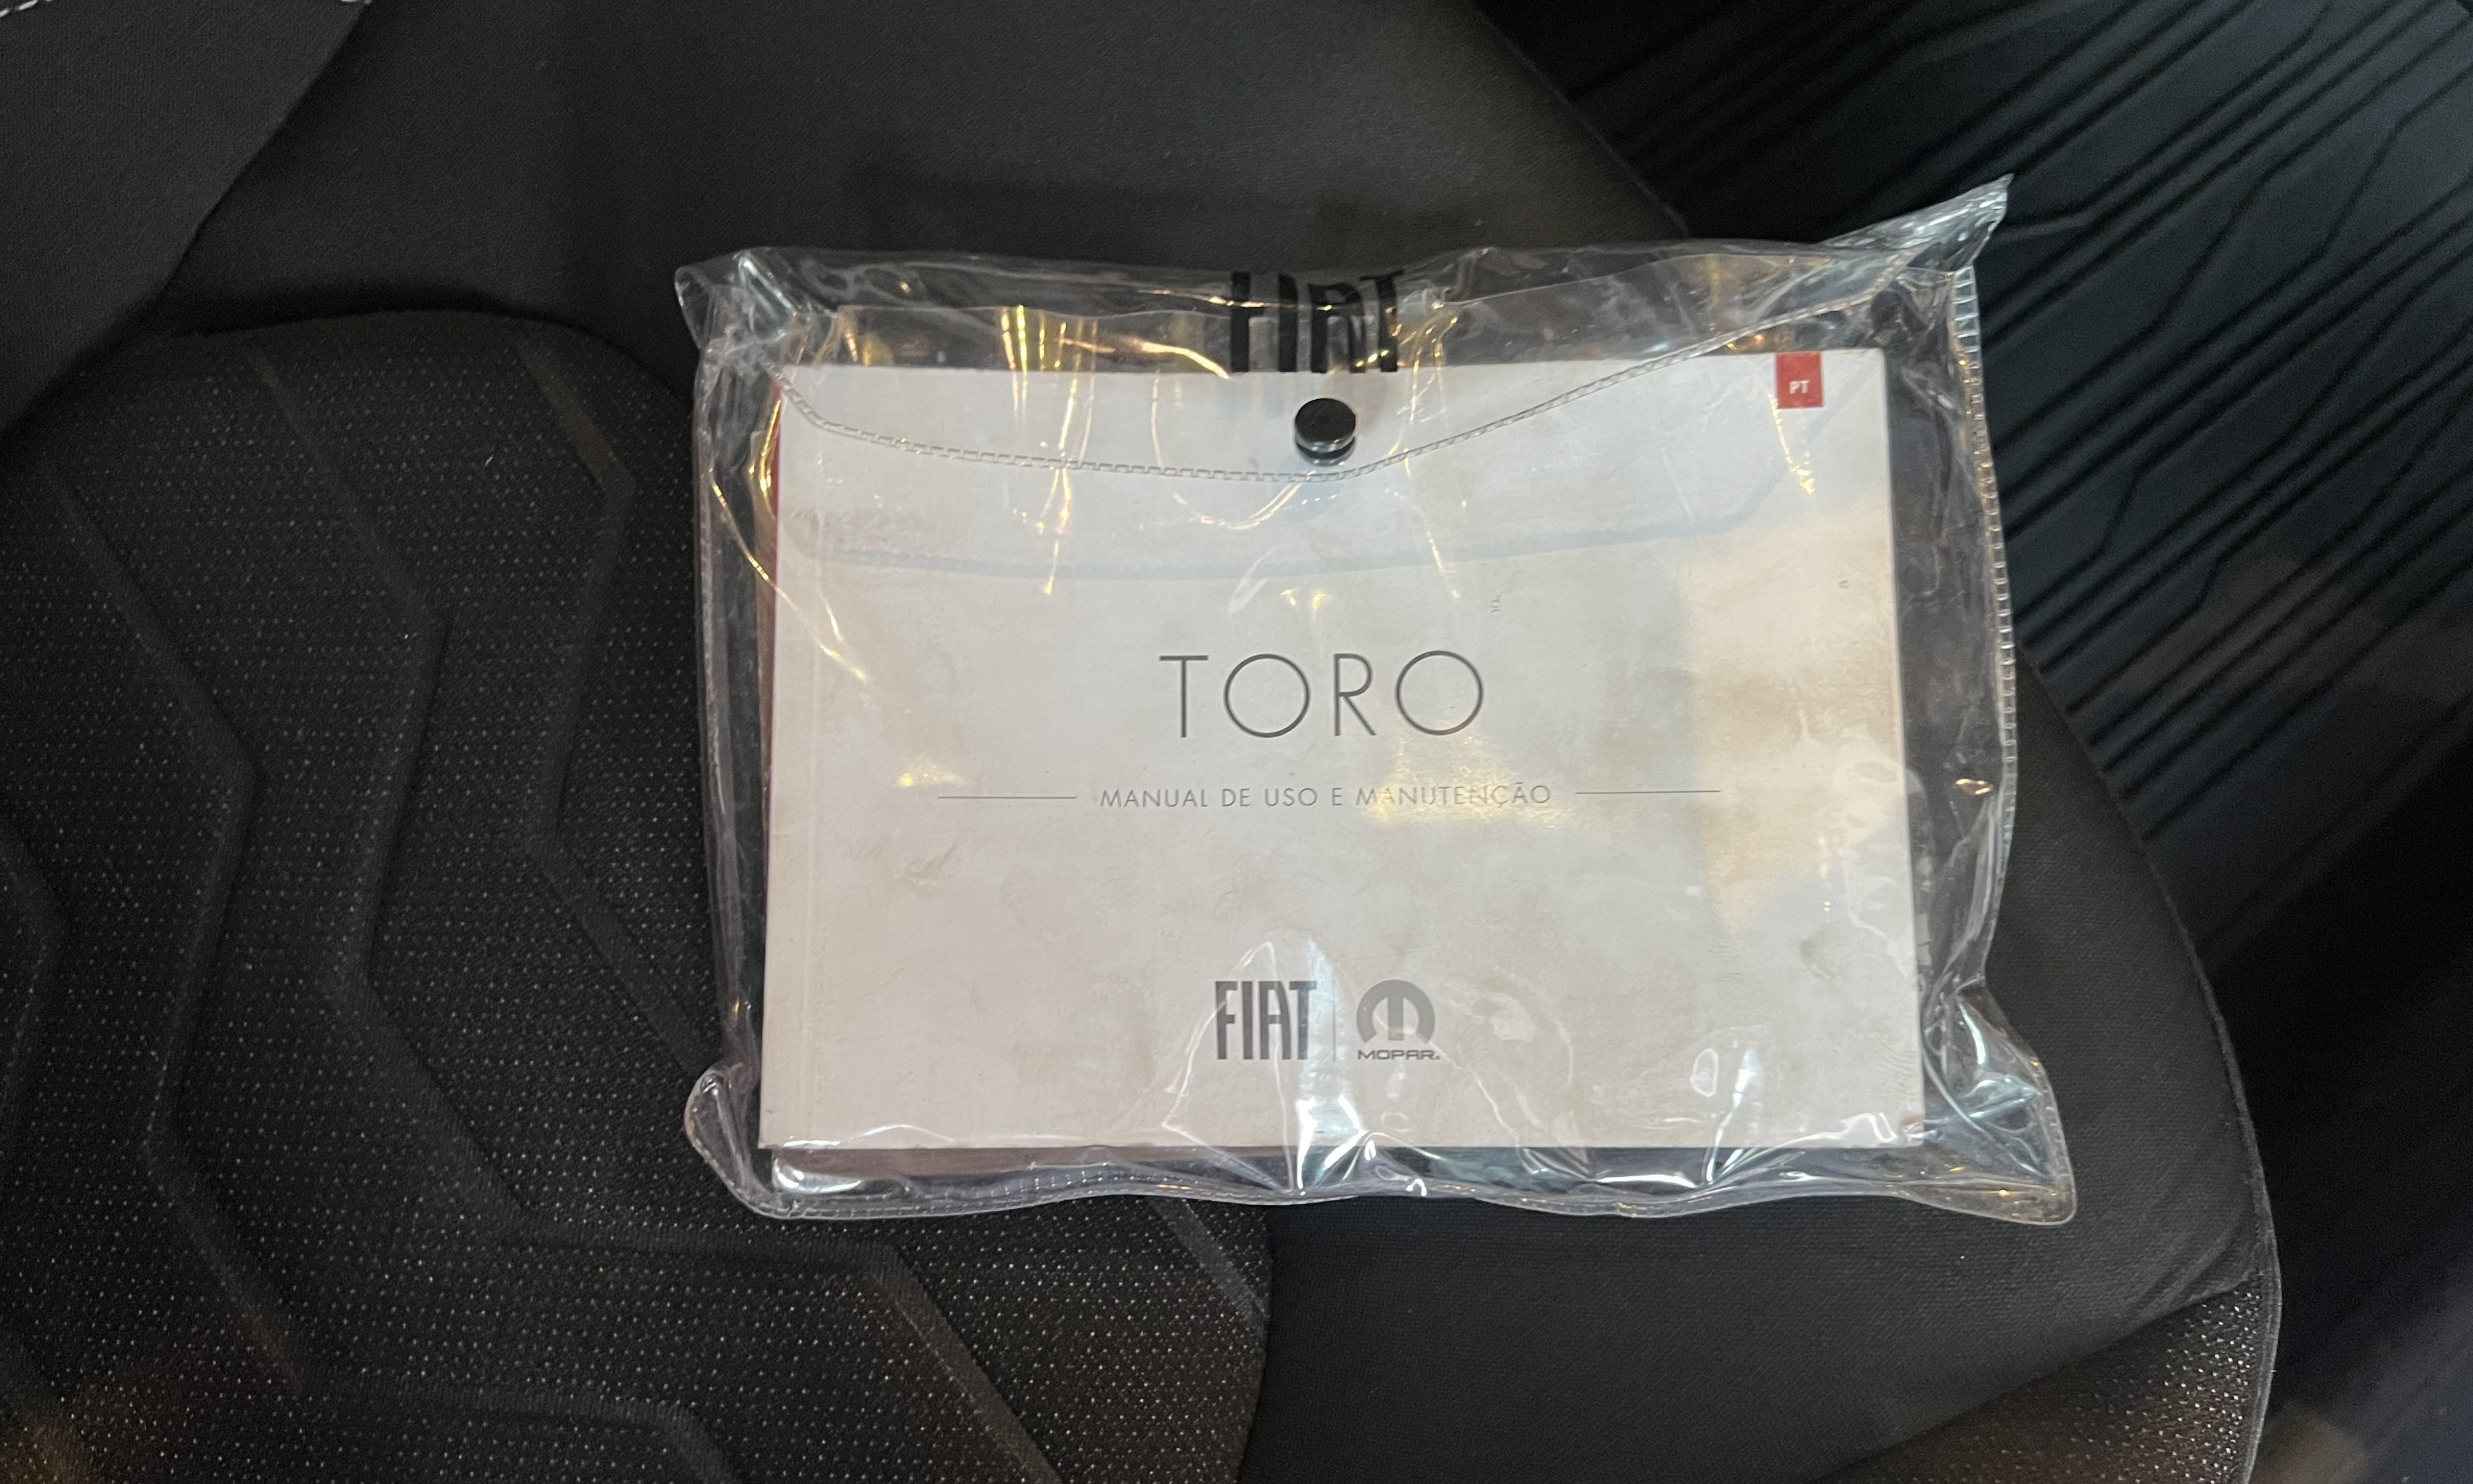 FIAT
PT
TORO
MANUAL DE USO E MANUTENÇÃO
FIAT MOPAR